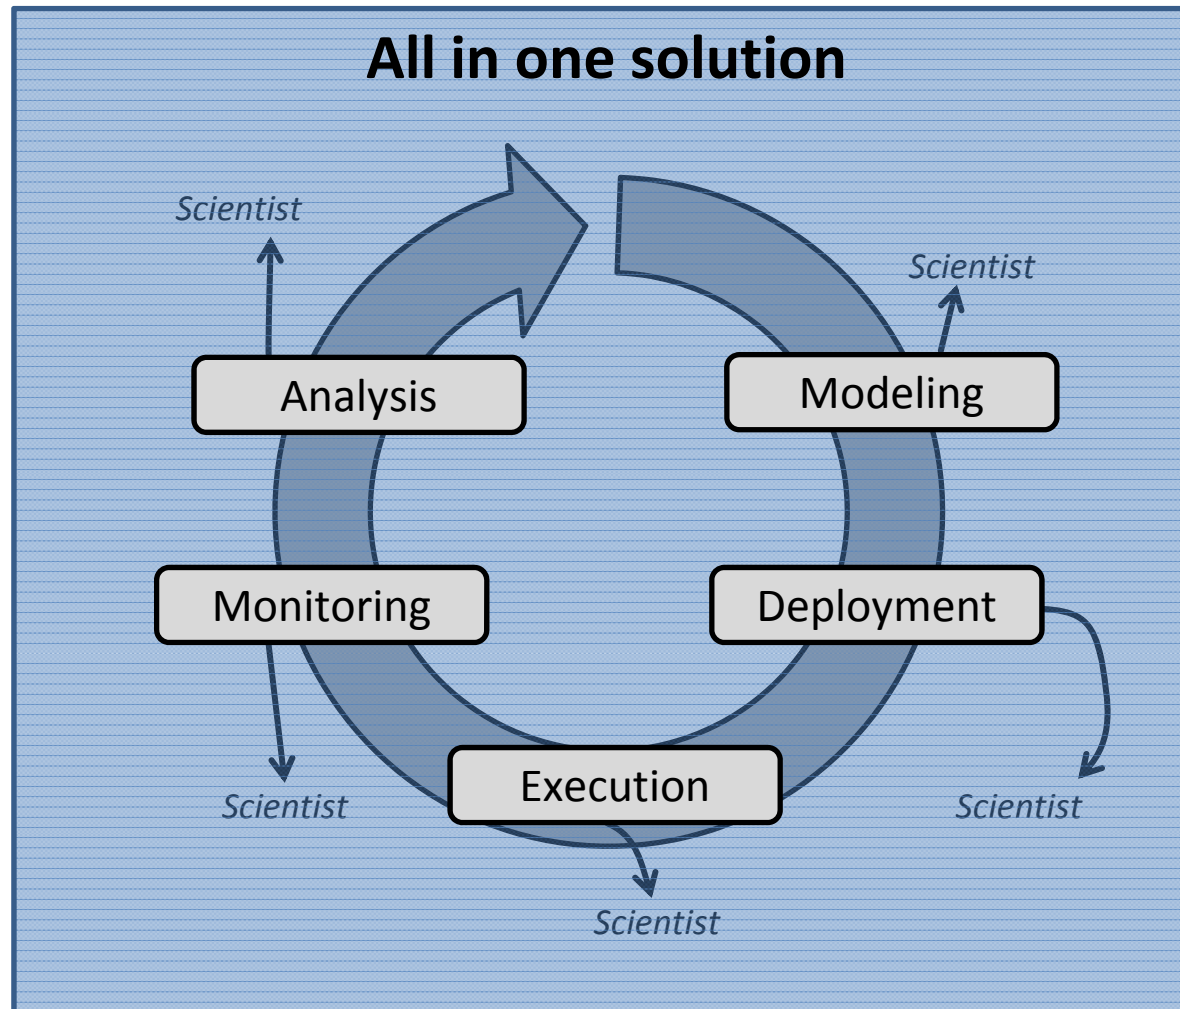 All in one solution
Scientist
Scientist
Analysis
Modeling
Monitoring
Deployment
Execution
Scientist
Scientist
Scientist